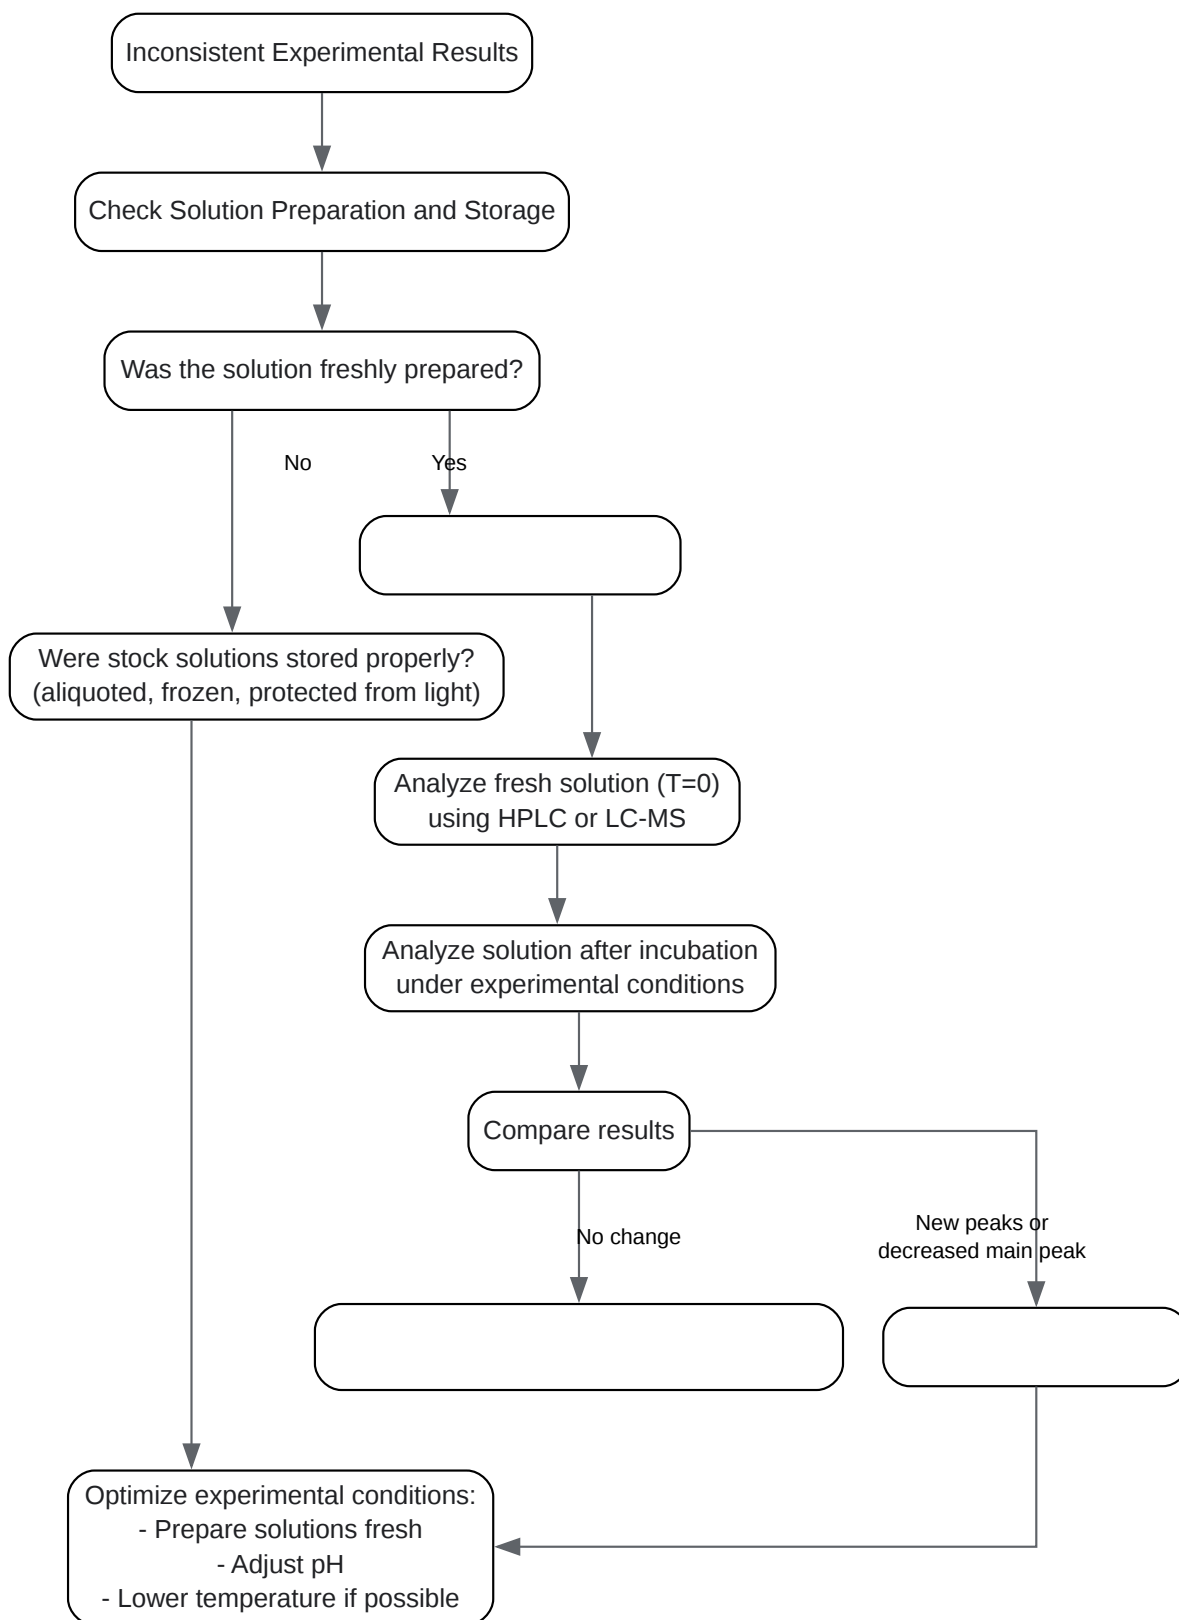 Inconsistent Experimental Results
Check Solution Preparation and Storage
Was the solution freshly prepared?
No
Yes
Were stock solutions stored properly?
(aliquoted, frozen, protected from light)
Analyze fresh solution (T=0)
using HPLC or LC-MS
Analyze solution after incubation
under experimental conditions
Compare results
No change
New peaks or
decreased main peak
Optimize experimental conditions:
- Prepare solutions fresh
- Adjust pH
- Lower temperature if possible